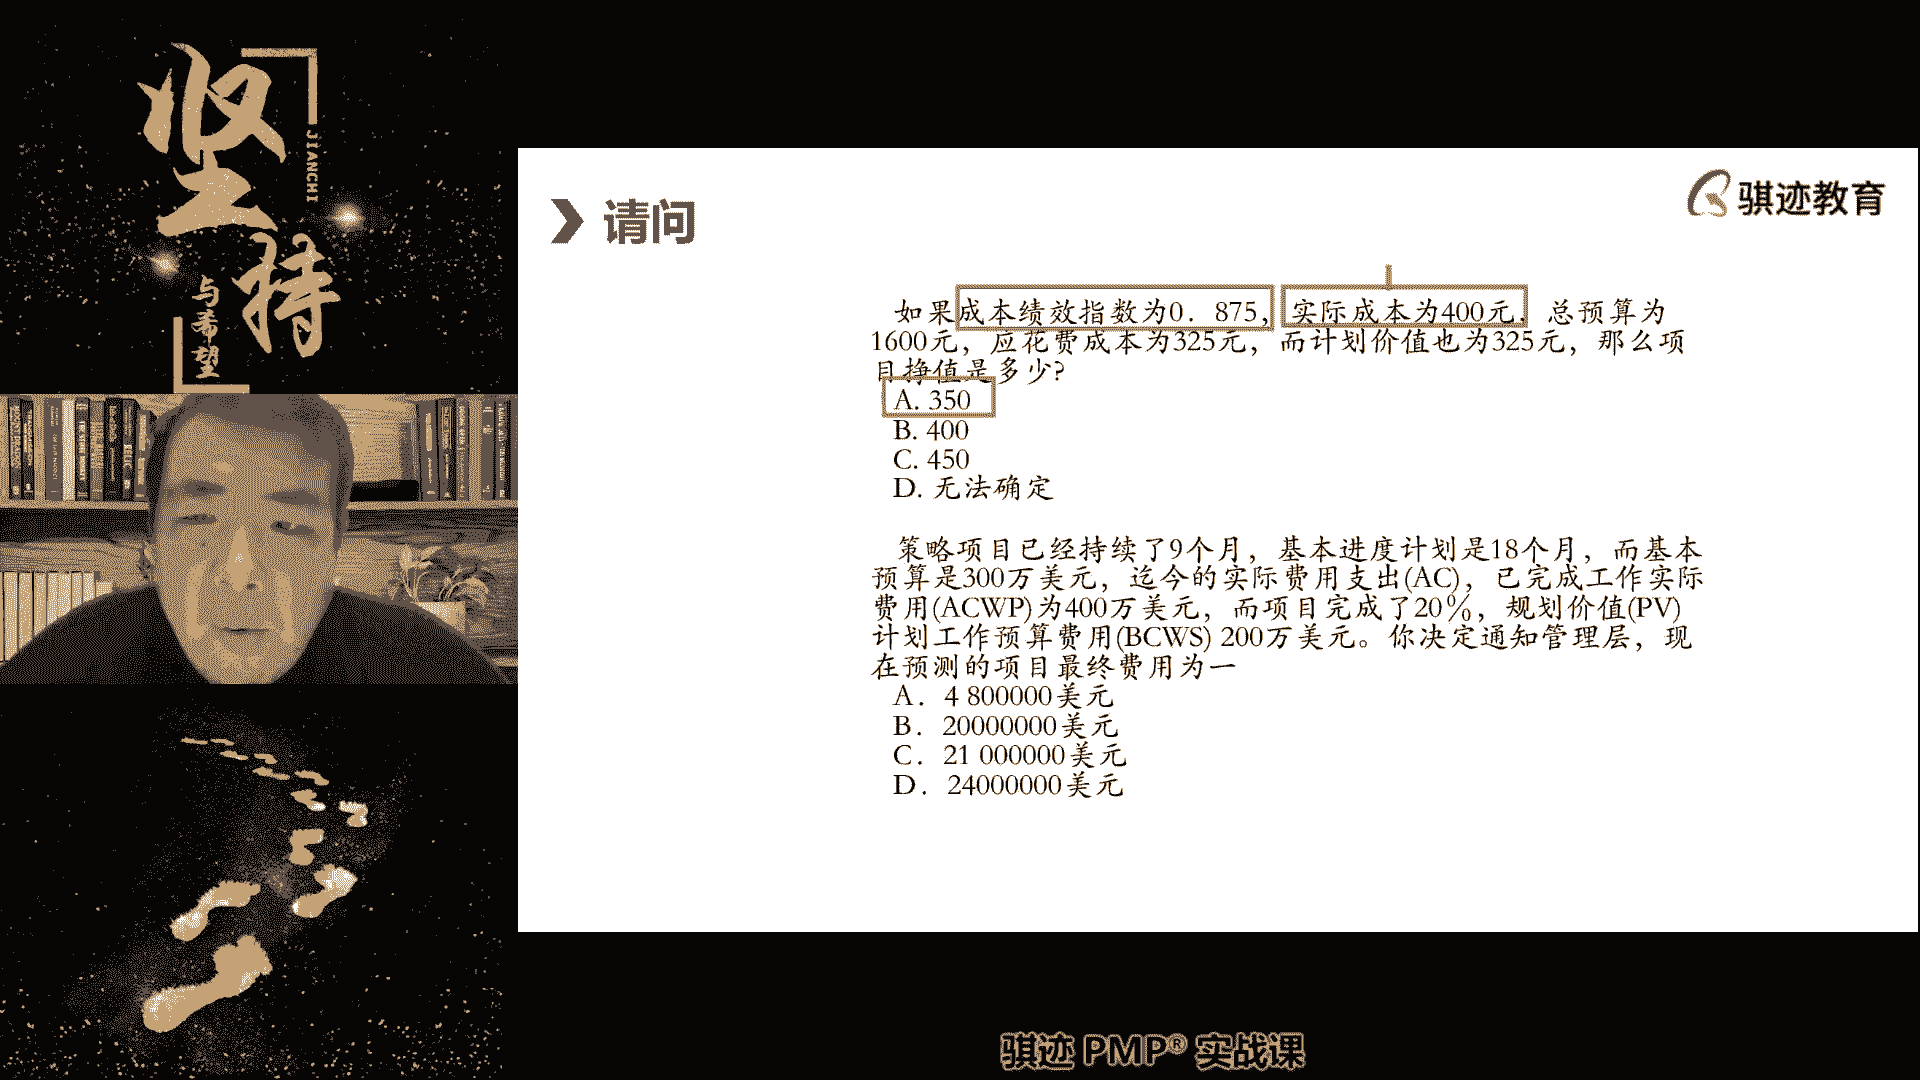 坚持
JIANCHI
与希望
请问
骐迹教育
如果成本绩效指数为0. 875, 实际成本为400元, 总预算为
1600元, 应花费成本为325元, 而计划价值也为325元, 那么项
目挣值是多少?
A. 350
B. 400
C. 450
D. 无法确定
策略项目已经持续了9个月, 基本进度计划是18个月, 而基本
预算是300万美元, 迄今的实际费用支出(AC), 已完成工作实际
费用(ACWP)为400万美元, 而项目完成了20%, 规划价值(PV)
计划工作预算费用(BCWS) 200万美元。你决定通知管理层, 现
在预测的项目最终费用为一
A. 4 800000美元
B. 20000000美元
C. 21 000000美元
D. 24000000美元
骐迹 PMP® 实战课